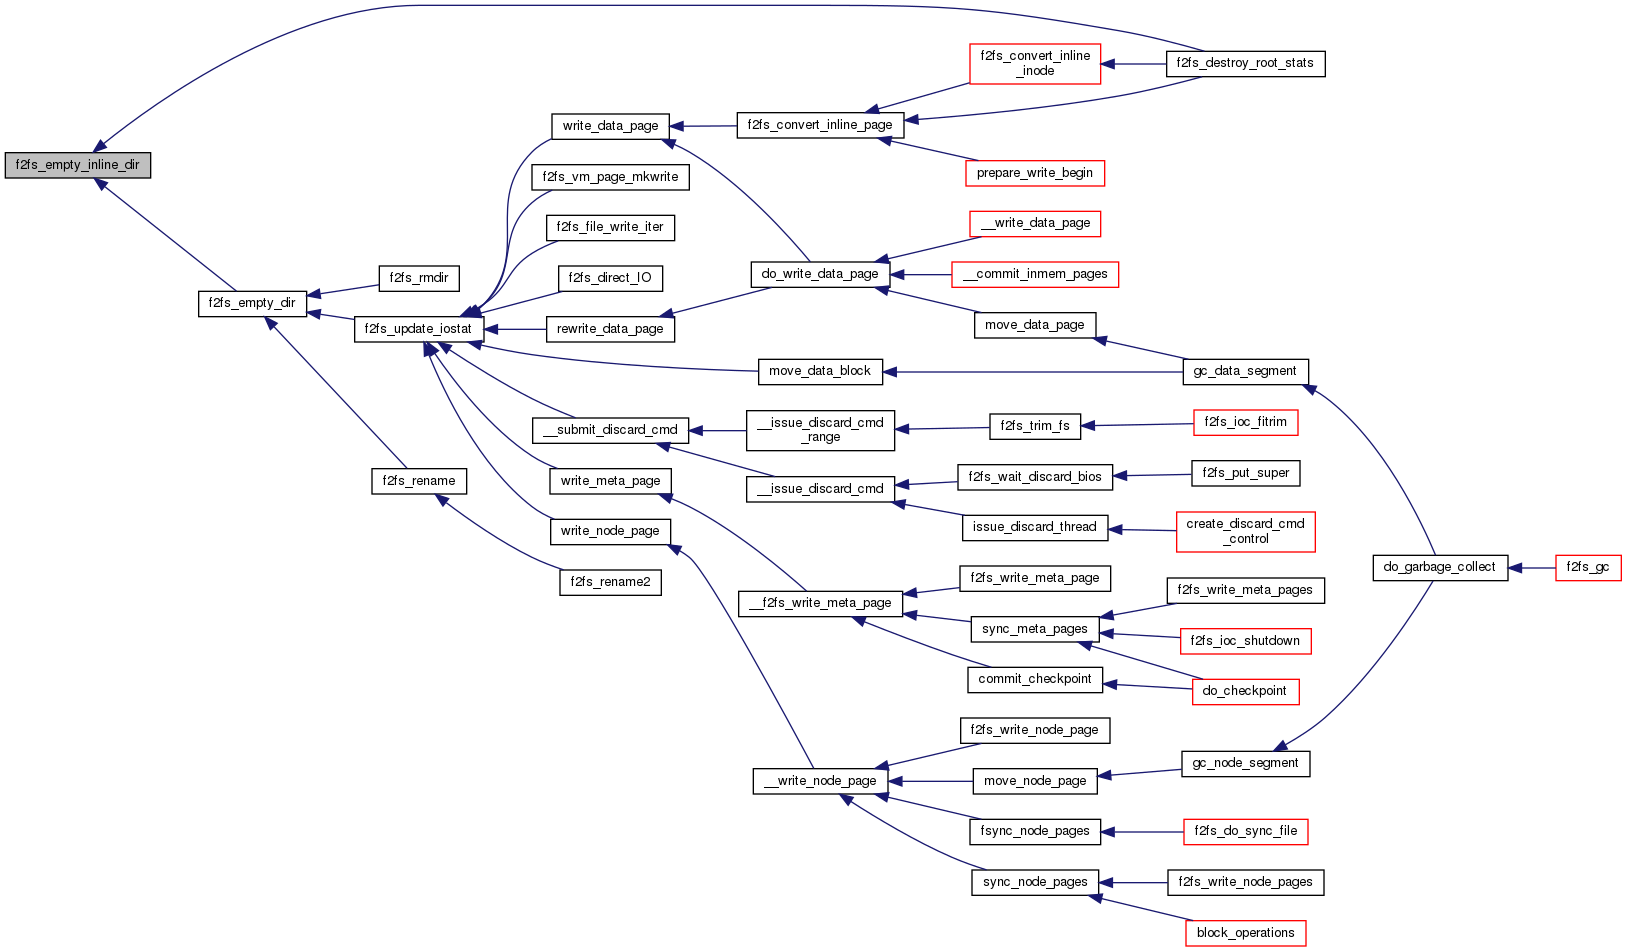 f2fs_empty_inline_dir
f2fs_empty_dir
f2fs_rmdir
f2fs_update_iostat
f2fs_rename
f2fs_rename2
write_data_page
f2fs_vm_page_mkwrite
f2fs_file_write_iter
f2fs_direct_IO
rewrite_data_page
move_data_block
__submit_discard_cmd
write_meta_page
write_node_page
f2fs_convert_inline_page
do_write_data_page
__issue_discard_cmd
_range
__issue_discard_cmd
__f2fs_write_meta_page
__write_node_page
f2fs_convert_inline
_inode
prepare_write_begin
__write_data_page
__commit_inmem_pages
move_data_page
f2fs_trim_fs
f2fs_wait_discard_bios
issue_discard_thread
f2fs_write_meta_page
sync_meta_pages
commit_checkpoint
f2fs_write_node_page
move_node_page
fsync_node_pages
sync_node_pages
f2fs_destroy_root_stats
gc_data_segment
f2fs_ioc_fitrim
f2fs_put_super
create_discard_cmd
_control
f2fs_write_meta_pages
f2fs_ioc_shutdown
do_checkpoint
gc_node_segment
f2fs_do_sync_file
f2fs_write_node_pages
block_operations
do_garbage_collect
f2fs_gc